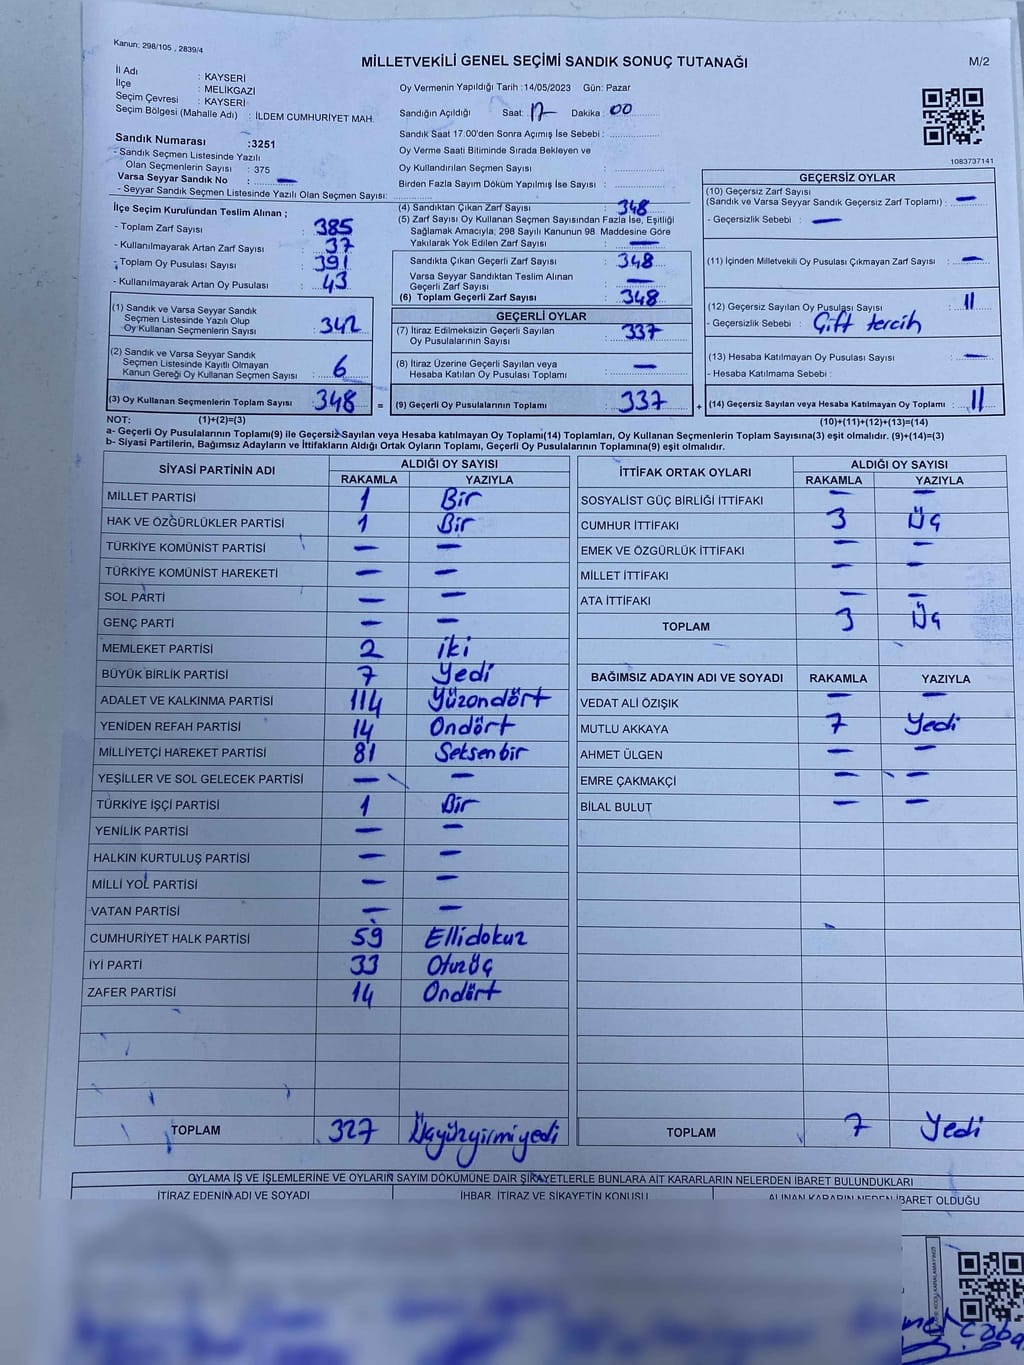 Kanun: 298/105 , 2839/4
MİLLETVEKİLİ GENEL SEÇİMİ SANDIK SONUÇ TUTANAĞI
M/2
İl Adı : KAYSERİ
İlçe : MELİKGAZİ
Seçim Çevresi : KAYSERİ
Seçim Bölgesi (Mahalle Adı) : İLDEM CUMHURİYET MAH.
Sandık Numarası :3251
- Sandık Seçmen Listesinde Yazılı
Olan Seçmenlerin Sayısı : 375
Varsa Seyyar Sandık No : —
- Seyyar Sandık Seçmen Listesinde Yazılı Olan Seçmen Sayısı:
Oy Vermenin Yapıldığı Tarih :14/05/2023 Gün: Pazar
Sandığın Açıldığı Saat: 17 Dakika : 00
Sandık Saat 17.00'den Sonra Açımış İse Sebebi :
Oy Verme Saati Bitiminde Sırada Bekleyen ve
Oy Kullandırılan Seçmen Sayısı :
Birden Fazla Sayım Döküm Yapılmış İse Sayısı :
1083737141
İlçe Seçim Kurulundan Teslim Alınan ;
- Toplam Zarf Sayısı : 385
- Kullanılmayarak Artan Zarf Sayısı : 37
- Toplam Oy Pusulası Sayısı : 391
- Kullanılmayarak Artan Oy Pusulası : 43
(1) Sandık ve Varsa Seyyar Sandık
Seçmen Listesinde Yazılı Olup
Oy Kullanan Seçmenlerin Sayısı : 342
(2) Sandık ve Varsa Seyyar Sandık
Seçmen Listesinde Kayıtlı Olmayan
Kanun Gereği Oy Kullanan Seçmen Sayısı : 6
(3) Oy Kullanan Seçmenlerin Toplam Sayısı : 348 =
(4) Sandıktan Çıkan Zarf Sayısı : 348
(5) Zarf Sayısı Oy Kullanan Seçmen Sayısından Fazla İse, Eşitliği
Sağlamak Amacıyla; 298 Sayılı Kanunun 98. Maddesine Göre
Yakılarak Yok Edilen Zarf Sayısı : —
Sandıkta Çıkan Geçerli Zarf Sayısı : 348
Varsa Seyyar Sandıktan Teslim Alınan
Geçerli Zarf Sayısı : —
(6) Toplam Geçerli Zarf Sayısı : 348
GEÇERLİ OYLAR
(7) İtiraz Edilmeksizin Geçerli Sayılan
Oy Pusulalarının Sayısı : 337
(8) İtiraz Üzerine Geçerli Sayılan veya
Hesaba Katılan Oy Pusulası Toplamı : —
(9) Geçerli Oy Pusulalarının Toplamı : 337 +
GEÇERSİZ OYLAR
(10) Geçersiz Zarf Sayısı
(Sandık ve Varsa Seyyar Sandık Geçersiz Zarf Toplamı) : —
- Geçersizlik Sebebi : —
(11) İçinden Milletvekili Oy Pusulası Çıkmayan Zarf Sayısı : —
(12) Geçersiz Sayılan Oy Pusulası Sayısı : 11
- Geçersizlik Sebebi : Çift tercih
(13) Hesaba Katılmayan Oy Pusulası Sayısı : —
- Hesaba Katılmama Sebebi :
(14) Geçersiz Sayılan veya Hesaba Katılmayan Oy Toplamı : 11
NOT: (1)+(2)=(3) (10)+(11)+(12)+(13)=(14)
a- Geçerli Oy Pusulalarının Toplamı(9) ile Geçersiz Sayılan veya Hesaba katılmayan Oy Toplamı(14) Toplamları, Oy Kullanan Seçmenlerin Toplam Sayısına(3) eşit olmalıdır. (9)+(14)=(3)
b- Siyasi Partilerin, Bağımsız Adayların ve İttifakların Aldığı Ortak Oyların Toplamı, Geçerli Oy Pusulalarının Toplamına(9) eşit olmalıdır.
SİYASİ PARTİNİN ADI ALDIĞI OY SAYISI
RAKAMLA YAZIYLA
MİLLET PARTİSİ 1 Bir
HAK VE ÖZGÜRLÜKLER PARTİSİ 1 Bir
TÜRKİYE KOMÜNİST PARTİSİ — —
TÜRKİYE KOMÜNİST HAREKETİ — —
SOL PARTİ — —
GENÇ PARTİ — —
MEMLEKET PARTİSİ 2 iki
BÜYÜK BİRLİK PARTİSİ 7 Yedi
ADALET VE KALKINMA PARTİSİ 114 Yüzondört
YENİDEN REFAH PARTİSİ 14 Ondört
MİLLİYETÇİ HAREKET PARTİSİ 81 Seksenbir
YEŞİLLER VE SOL GELECEK PARTİSİ — —
TÜRKİYE İŞÇİ PARTİSİ 1 Bir
YENİLİK PARTİSİ — —
HALKIN KURTULUŞ PARTİSİ — —
MİLLİ YOL PARTİSİ — —
VATAN PARTİSİ — —
CUMHURİYET HALK PARTİSİ 59 Ellidokuz
İYİ PARTİ 33 Otuzüç
ZAFER PARTİSİ 14 Ondört
TOPLAM 327 Üçyüzyirmiyedi
İTTİFAK ORTAK OYLARI ALDIĞI OY SAYISI
RAKAMLA YAZIYLA
SOSYALİST GÜÇ BİRLİĞİ İTTİFAKI — —
CUMHUR İTTİFAKI 3 Üç
EMEK VE ÖZGÜRLÜK İTTİFAKI — —
MİLLET İTTİFAKI — —
ATA İTTİFAKI — —
TOPLAM 3 Üç
BAĞIMSIZ ADAYIN ADI VE SOYADI RAKAMLA YAZIYLA
VEDAT ALİ ÖZIŞIK — —
MUTLU AKKAYA 7 Yedi
AHMET ÜLGEN — —
EMRE ÇAKMAKÇİ — —
BİLAL BULUT — —
TOPLAM 7 Yedi
OYLAMA İŞ VE İŞLEMLERİNE VE OYLARIN SAYIM DÖKÜMÜNE DAİR ŞİKAYETLERLE BUNLARA AİT KARARLARIN NELERDEN İBARET BULUNDUKLARI
İTİRAZ EDENİN ADI VE SOYADI İHBAR, İTİRAZ VE ŞİKAYETİN KONUSU ALINAN KARARIN NEDEN İBARET OLDUĞU